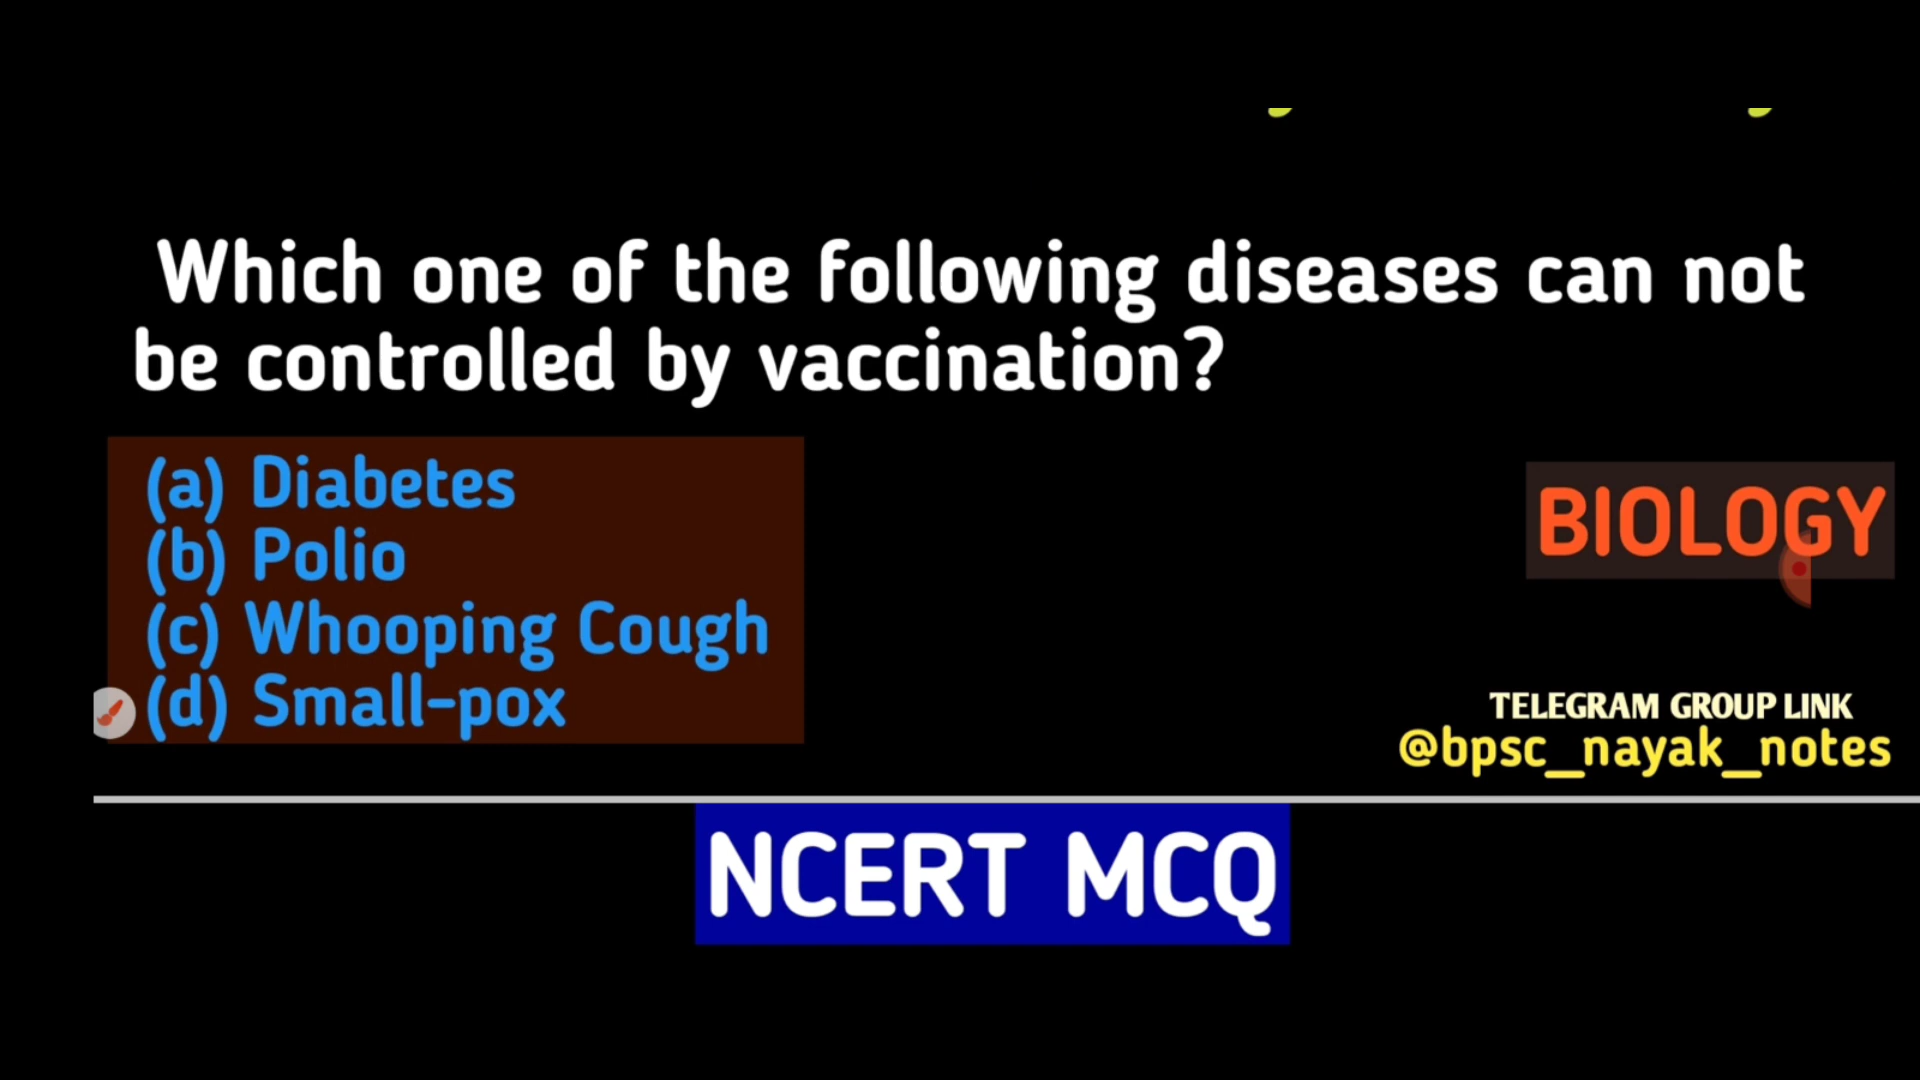 Which one of the following diseases can not
be controlled by vaccination?
(a) Diabetes
(b) Polio
(c) Whooping Cough
(d) Small-pox
BIOLOGY
TELEGRAM GROUP LINK
@bpsc_nayak_notes
NCERT MCQ